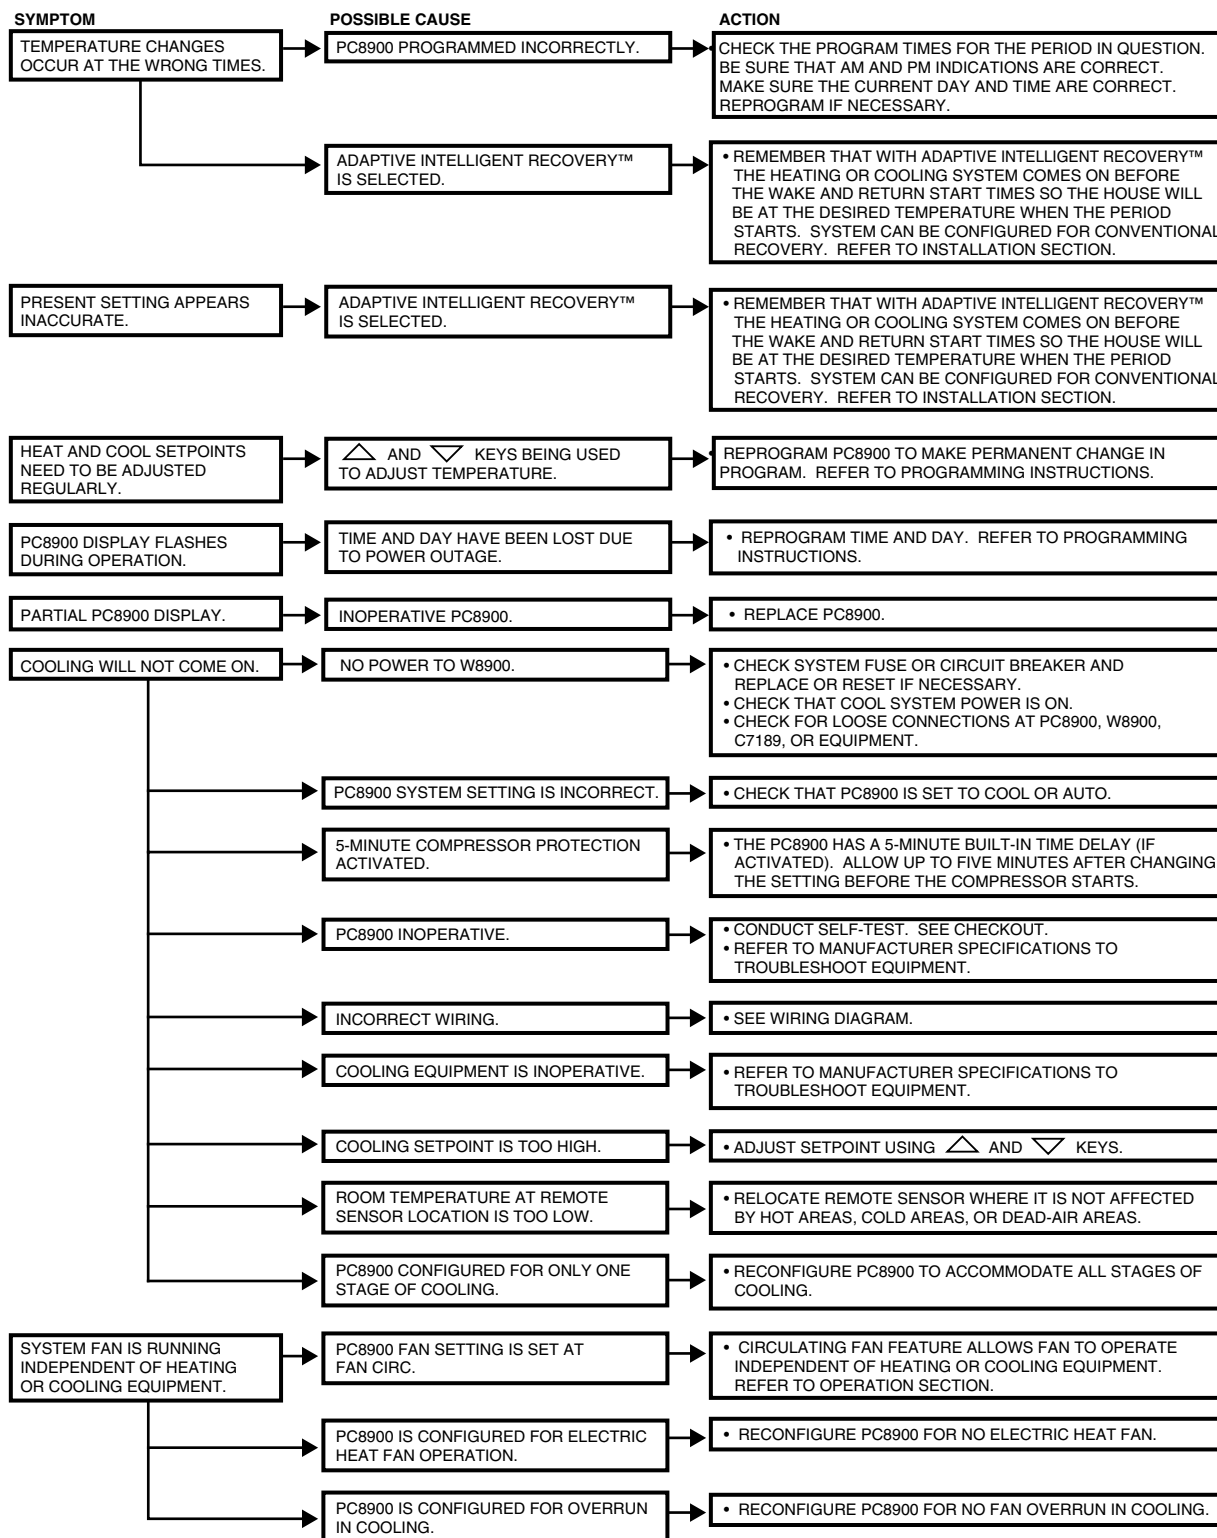 SYMPTOM
POSSIBLE CAUSE
ACTION
TEMPERATURE CHANGES
OCCUR AT THE WRONG TIMES.
PC8900 PROGRAMMED INCORRECTLY.
• CHECK THE PROGRAM TIMES FOR THE PERIOD IN QUESTION.
BE SURE THAT AM AND PM INDICATIONS ARE CORRECT.
MAKE SURE THE CURRENT DAY AND TIME ARE CORRECT.
REPROGRAM IF NECESSARY.
ADAPTIVE INTELLIGENT RECOVERY™
IS SELECTED.
• REMEMBER THAT WITH ADAPTIVE INTELLIGENT RECOVERY™
THE HEATING OR COOLING SYSTEM COMES ON BEFORE
THE WAKE AND RETURN START TIMES SO THE HOUSE WILL
BE AT THE DESIRED TEMPERATURE WHEN THE PERIOD
STARTS. SYSTEM CAN BE CONFIGURED FOR CONVENTIONAL
RECOVERY. REFER TO INSTALLATION SECTION.
PRESENT SETTING APPEARS
INACCURATE.
ADAPTIVE INTELLIGENT RECOVERY™
IS SELECTED.
• REMEMBER THAT WITH ADAPTIVE INTELLIGENT RECOVERY™
THE HEATING OR COOLING SYSTEM COMES ON BEFORE
THE WAKE AND RETURN START TIMES SO THE HOUSE WILL
BE AT THE DESIRED TEMPERATURE WHEN THE PERIOD
STARTS. SYSTEM CAN BE CONFIGURED FOR CONVENTIONAL
RECOVERY. REFER TO INSTALLATION SECTION.
HEAT AND COOL SETPOINTS
NEED TO BE ADJUSTED
REGULARLY.
△ AND ▽ KEYS BEING USED
TO ADJUST TEMPERATURE.
• REPROGRAM PC8900 TO MAKE PERMANENT CHANGE IN
PROGRAM. REFER TO PROGRAMMING INSTRUCTIONS.
PC8900 DISPLAY FLASHES
DURING OPERATION.
TIME AND DAY HAVE BEEN LOST DUE
TO POWER OUTAGE.
• REPROGRAM TIME AND DAY. REFER TO PROGRAMMING
INSTRUCTIONS.
PARTIAL PC8900 DISPLAY.
INOPERATIVE PC8900.
• REPLACE PC8900.
COOLING WILL NOT COME ON.
NO POWER TO W8900.
• CHECK SYSTEM FUSE OR CIRCUIT BREAKER AND
REPLACE OR RESET IF NECESSARY.
• CHECK THAT COOL SYSTEM POWER IS ON.
• CHECK FOR LOOSE CONNECTIONS AT PC8900, W8900,
C7189, OR EQUIPMENT.
PC8900 SYSTEM SETTING IS INCORRECT.
• CHECK THAT PC8900 IS SET TO COOL OR AUTO.
5-MINUTE COMPRESSOR PROTECTION
ACTIVATED.
• THE PC8900 HAS A 5-MINUTE BUILT-IN TIME DELAY (IF
ACTIVATED). ALLOW UP TO FIVE MINUTES AFTER CHANGING
THE SETTING BEFORE THE COMPRESSOR STARTS.
PC8900 INOPERATIVE.
• CONDUCT SELF-TEST. SEE CHECKOUT.
• REFER TO MANUFACTURER SPECIFICATIONS TO
TROUBLESHOOT EQUIPMENT.
INCORRECT WIRING.
• SEE WIRING DIAGRAM.
COOLING EQUIPMENT IS INOPERATIVE.
• REFER TO MANUFACTURER SPECIFICATIONS TO
TROUBLESHOOT EQUIPMENT.
COOLING SETPOINT IS TOO HIGH.
• ADJUST SETPOINT USING △ AND ▽ KEYS.
ROOM TEMPERATURE AT REMOTE
SENSOR LOCATION IS TOO LOW.
• RELOCATE REMOTE SENSOR WHERE IT IS NOT AFFECTED
BY HOT AREAS, COLD AREAS, OR DEAD-AIR AREAS.
PC8900 CONFIGURED FOR ONLY ONE
STAGE OF COOLING.
• RECONFIGURE PC8900 TO ACCOMMODATE ALL STAGES OF
COOLING.
SYSTEM FAN IS RUNNING
INDEPENDENT OF HEATING
OR COOLING EQUIPMENT.
PC8900 FAN SETTING IS SET AT
FAN CIRC.
• CIRCULATING FAN FEATURE ALLOWS FAN TO OPERATE
INDEPENDENT OF HEATING OR COOLING EQUIPMENT.
REFER TO OPERATION SECTION.
PC8900 IS CONFIGURED FOR ELECTRIC
HEAT FAN OPERATION.
• RECONFIGURE PC8900 FOR NO ELECTRIC HEAT FAN.
PC8900 IS CONFIGURED FOR OVERRUN
IN COOLING.
• RECONFIGURE PC8900 FOR NO FAN OVERRUN IN COOLING.